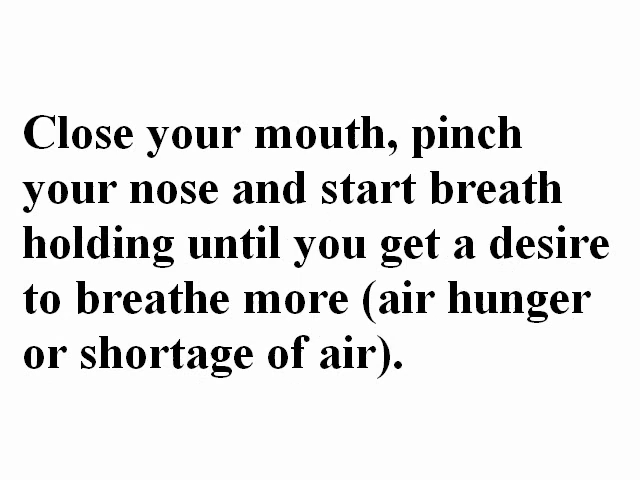 Close your mouth, pinch
your nose and start breath
holding until you get a desire
to breathe more (air hunger
or shortage of air).